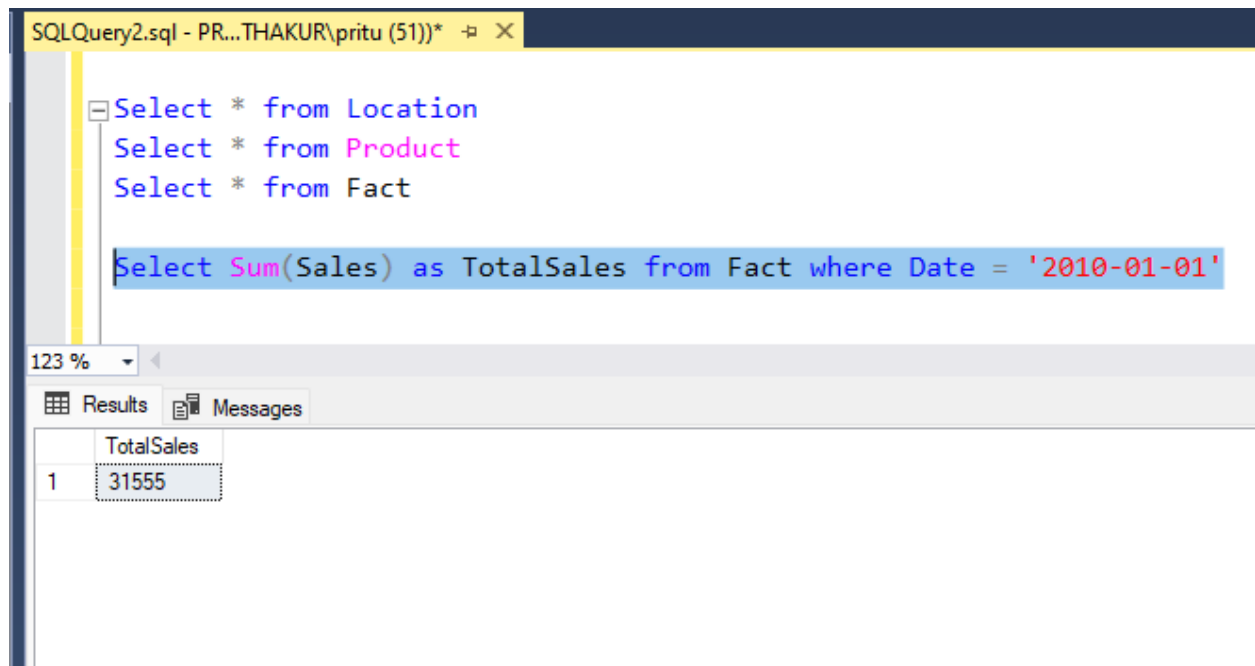 SQLQuery2.sql - PR...THAKUR\pritu (51))*
Select * from Location
Select * from Product
Select * from Fact
Select Sum(Sales) as TotalSales from Fact where Date = '2010-01-01'
123 %
Results Messages
TotalSales
1 31555